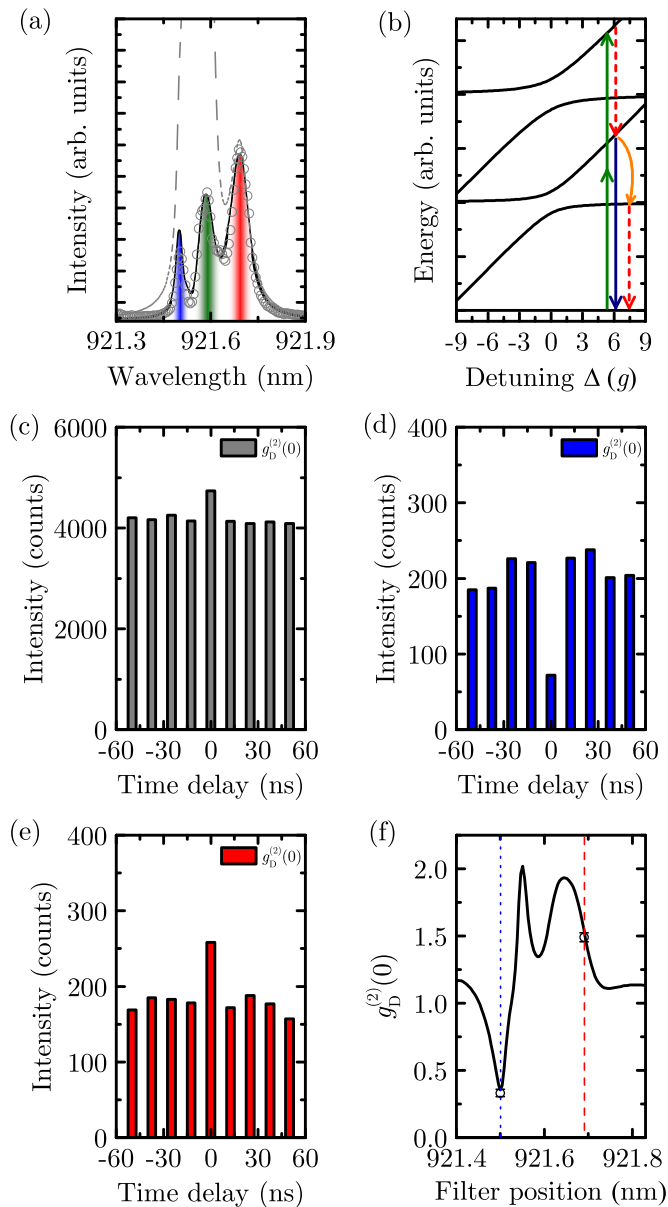 (a)
Intensity (arb. units)
921.3 921.6 921.9
Wavelength (nm)
(b)
Energy (arb. units)
-9 -6 -3 0 3 6 9
Detuning Δ (g)
(c)
6000
4000
2000
0
Intensity (counts)
g_D^(2)(0)
-60 -30 0 30 60
Time delay (ns)
(d)
400
300
200
100
0
Intensity (counts)
g_D^(2)(0)
-60 -30 0 30 60
Time delay (ns)
(e)
400
300
200
100
0
Intensity (counts)
g_D^(2)(0)
-60 -30 0 30 60
Time delay (ns)
(f)
2.0
1.5
1.0
0.5
0.0
g_D^(2)(0)
921.4 921.6 921.8
Filter position (nm)